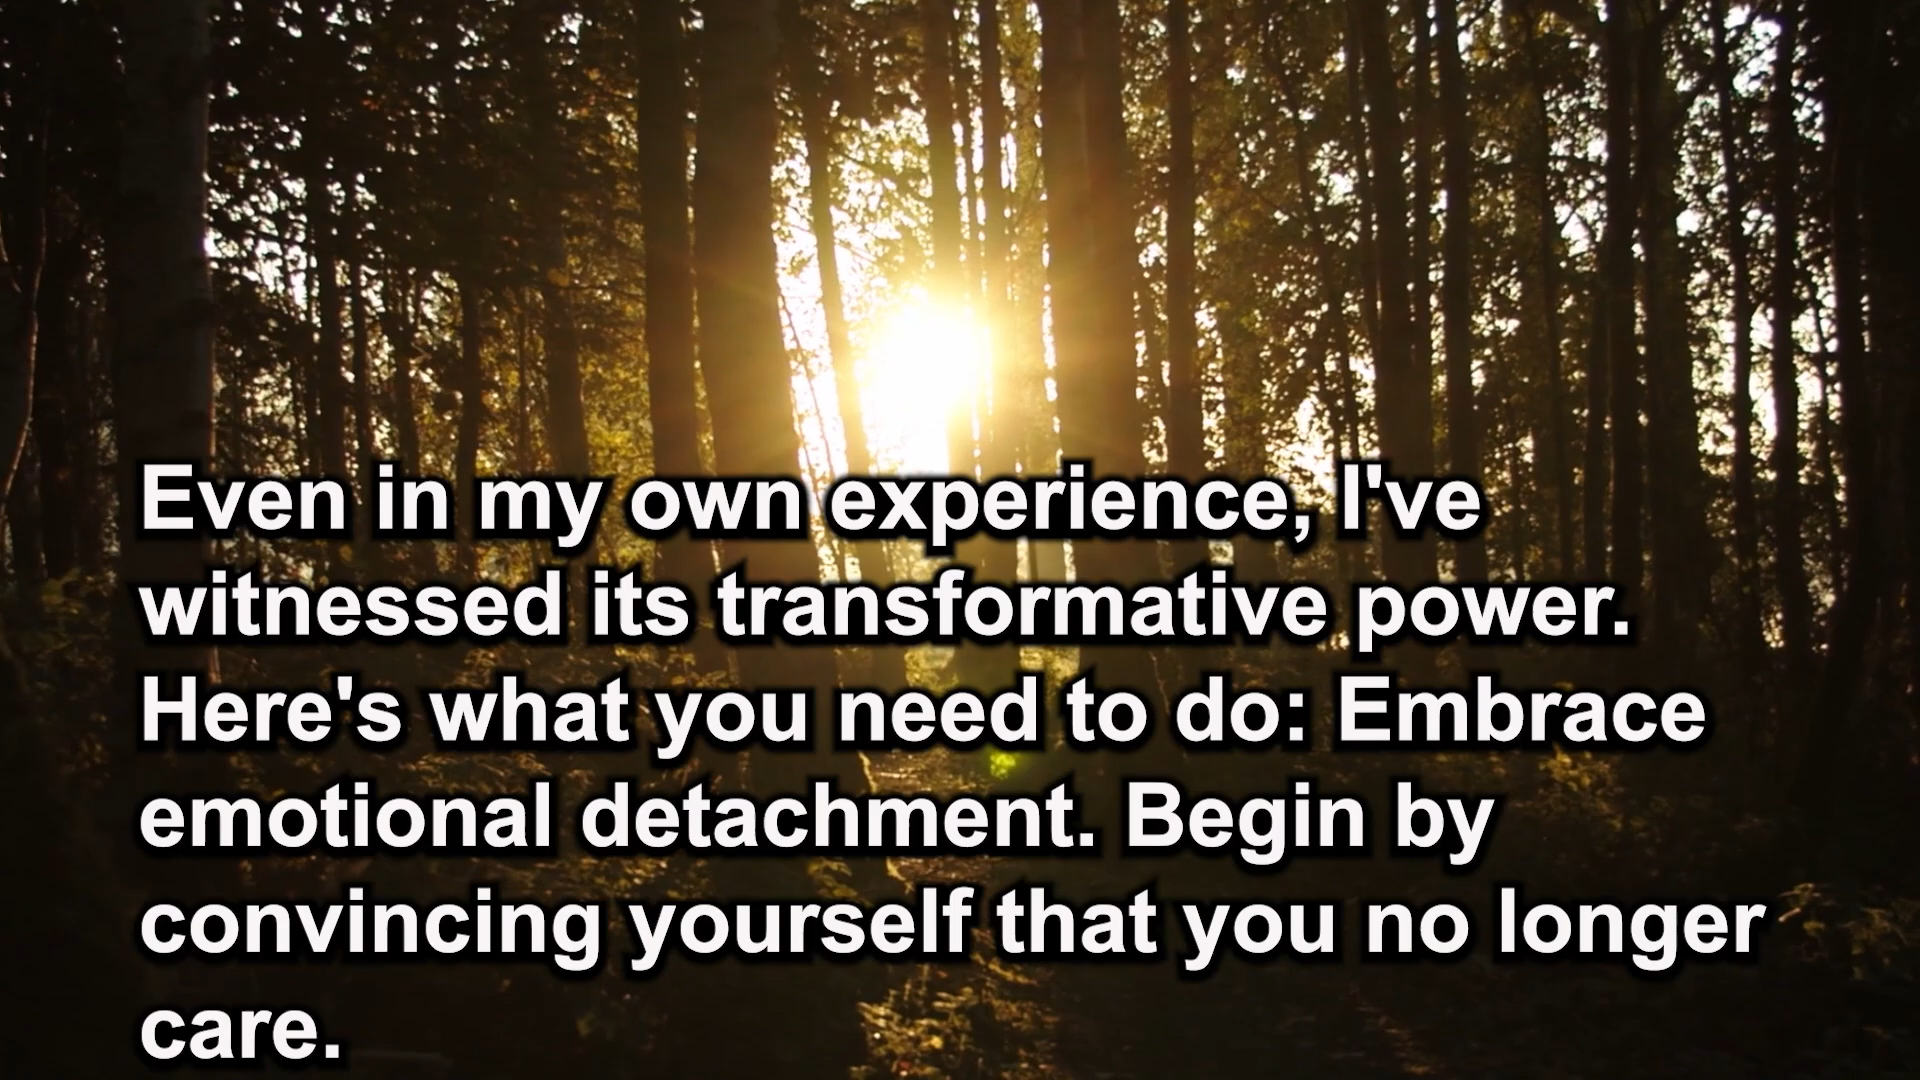 Even in my own experience, I've
witnessed its transformative power.
Here's what you need to do: Embrace
emotional detachment. Begin by
convincing yourself that you no longer
care.